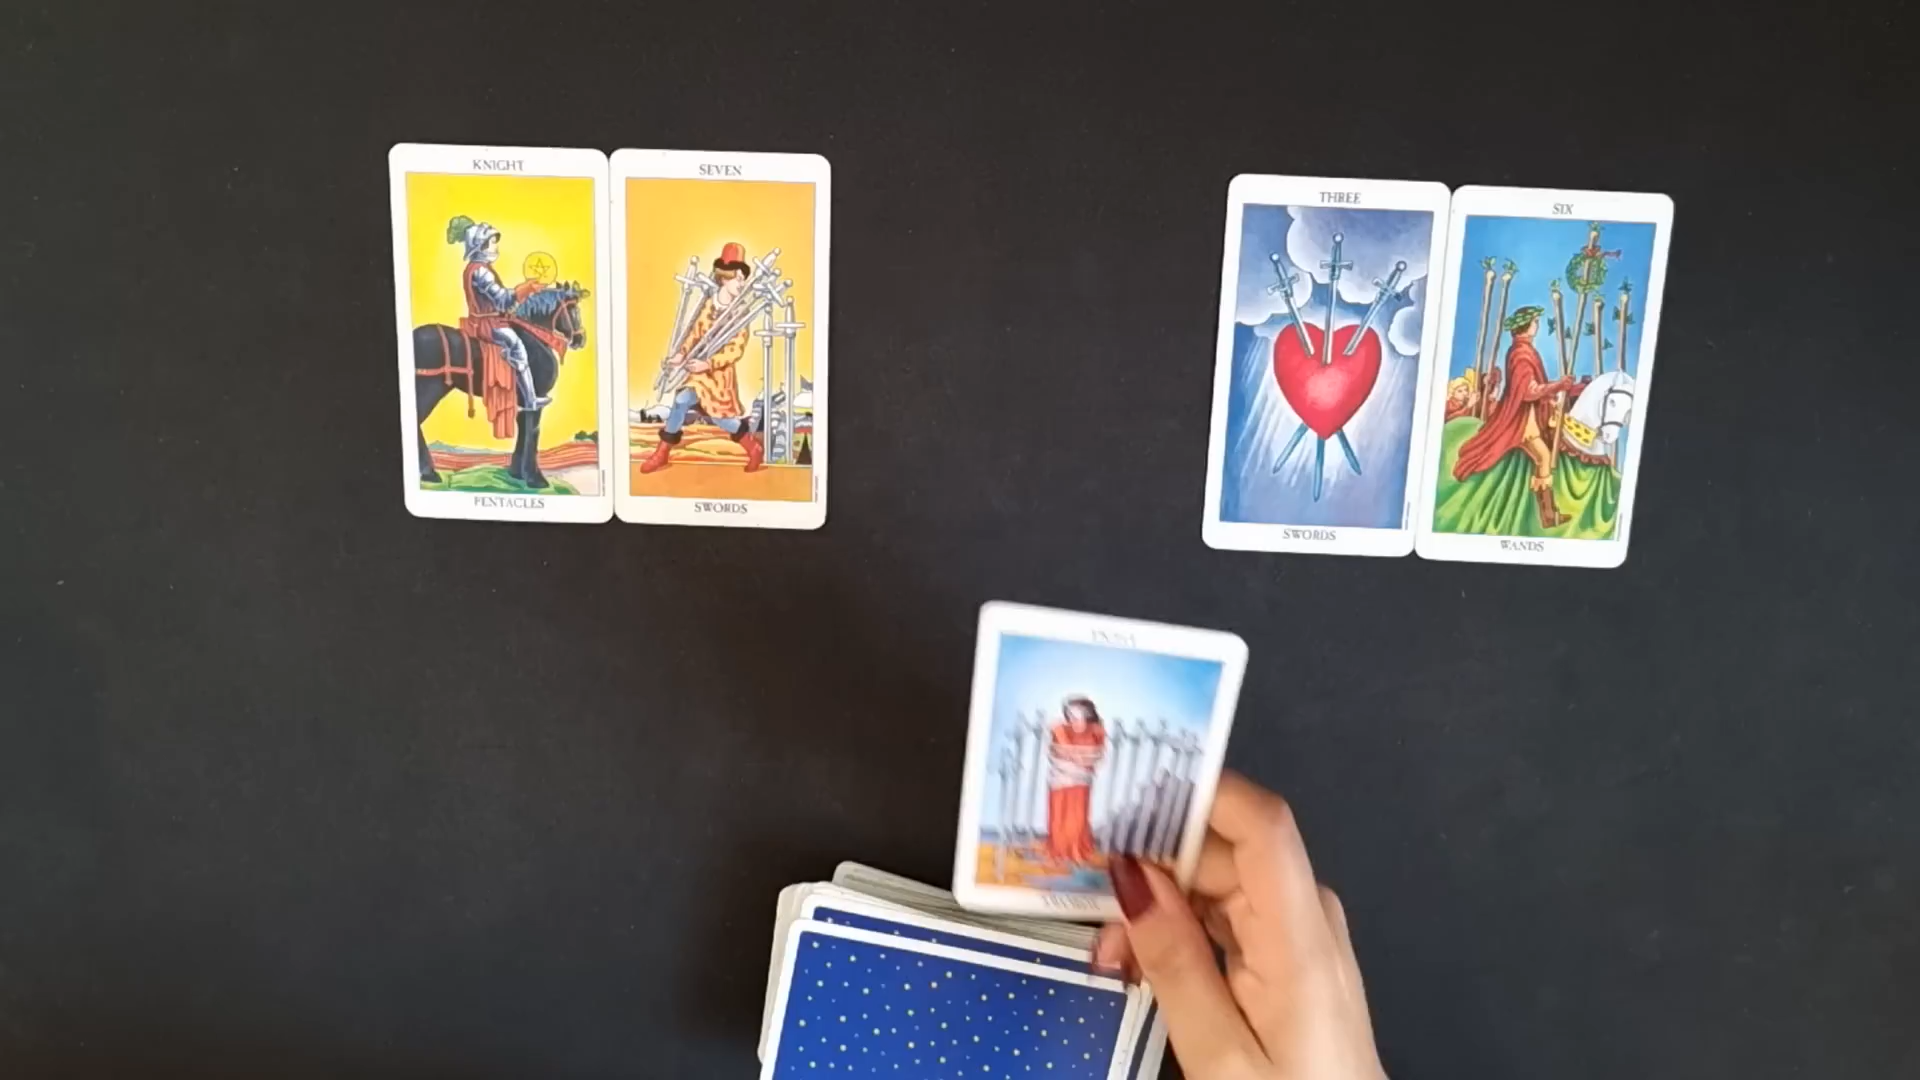 KNIGHT
PENTACLES
SEVEN
SWORDS
THREE
SWORDS
SIX
WANDS